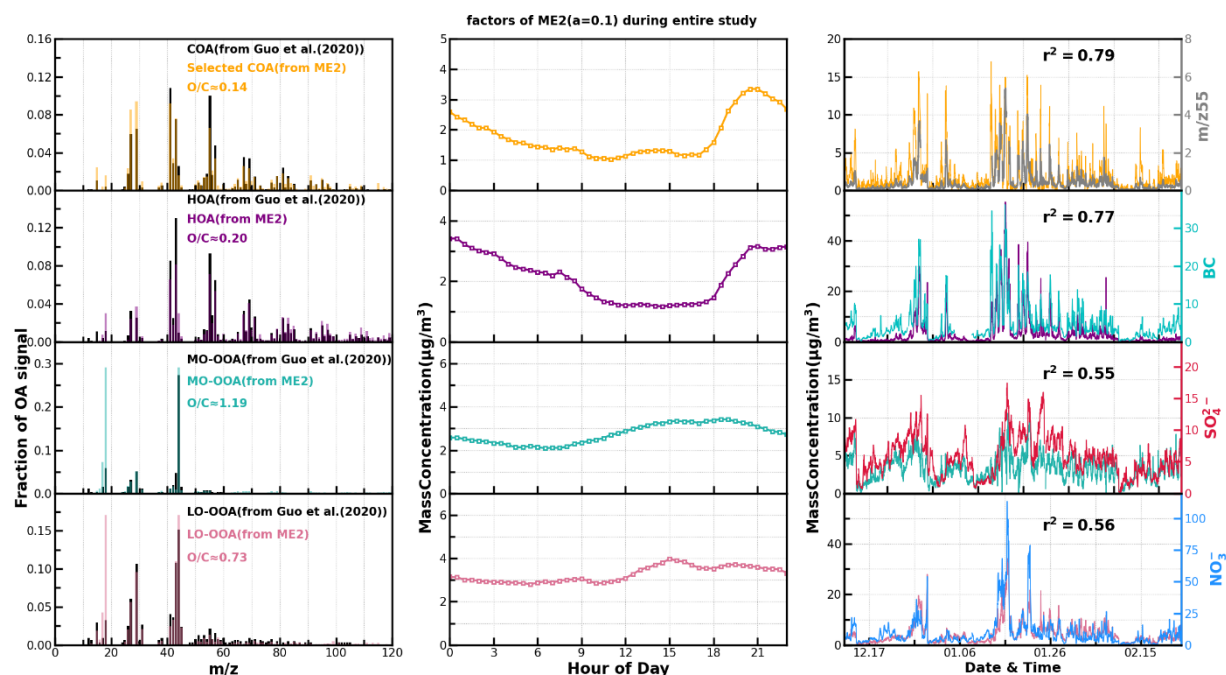 factors of ME2(a=0.1) during entire study
Fraction of OA signal
0.16
0.12
0.08
0.04
0.00
COA(from Guo et al.(2020))
Selected COA(from ME2)
O/C≈0.14
0.12
0.08
0.04
0.00
HOA(from Guo et al.(2020))
HOA(from ME2)
O/C≈0.20
0.3
0.2
0.1
0.0
MO-OOA(from Guo et al.(2020))
MO-OOA(from ME2)
O/C≈1.19
0.15
0.10
0.05
0.00
LO-OOA(from Guo et al.(2020))
LO-OOA(from ME2)
O/C≈0.73
0 20 40 60 80 100 120
m/z
MassConcentration(μg/m³)
5
4
3
2
1
0
4
2
0
6
4
2
0
6
5
4
3
2
1
0
0 3 6 9 12 15 18 21
Hour of Day
MassConcentration(μg/m³)
20
15
10
5
0
r² = 0.79
8
6
4
2
0
m/z55
40
20
10
0
r² = 0.77
30
20
10
0
BC
15
10
5
0
r² = 0.55
20
15
10
5
0
SO₄²⁻
50
40
30
20
10
0
r² = 0.56
100
75
50
25
0
NO₃⁻
12.17 01.06 01.26 02.15
Date & Time